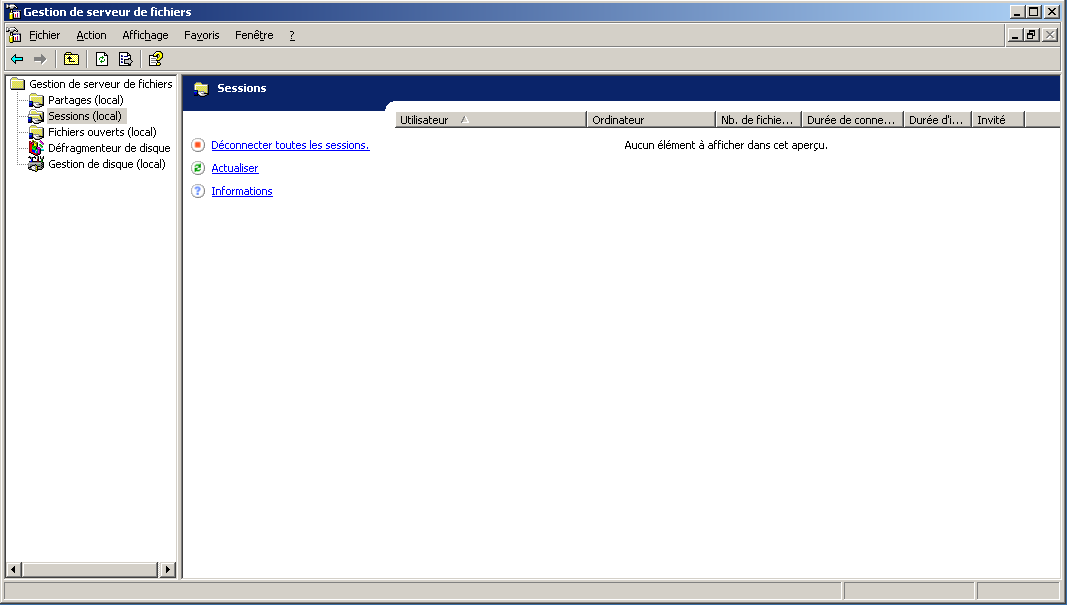 Gestion de serveur de fichiers
Fichier Action Affichage Favoris Fenêtre ?
Gestion de serveur de fichiers
Partages (local)
Sessions (local)
Fichiers ouverts (local)
Défragmenteur de disque
Gestion de disque (local)
Sessions
Déconnecter toutes les sessions.
Actualiser
Informations
Utilisateur Ordinateur Nb. de fichie... Durée de conne... Durée d'i... Invité
Aucun élément à afficher dans cet aperçu.